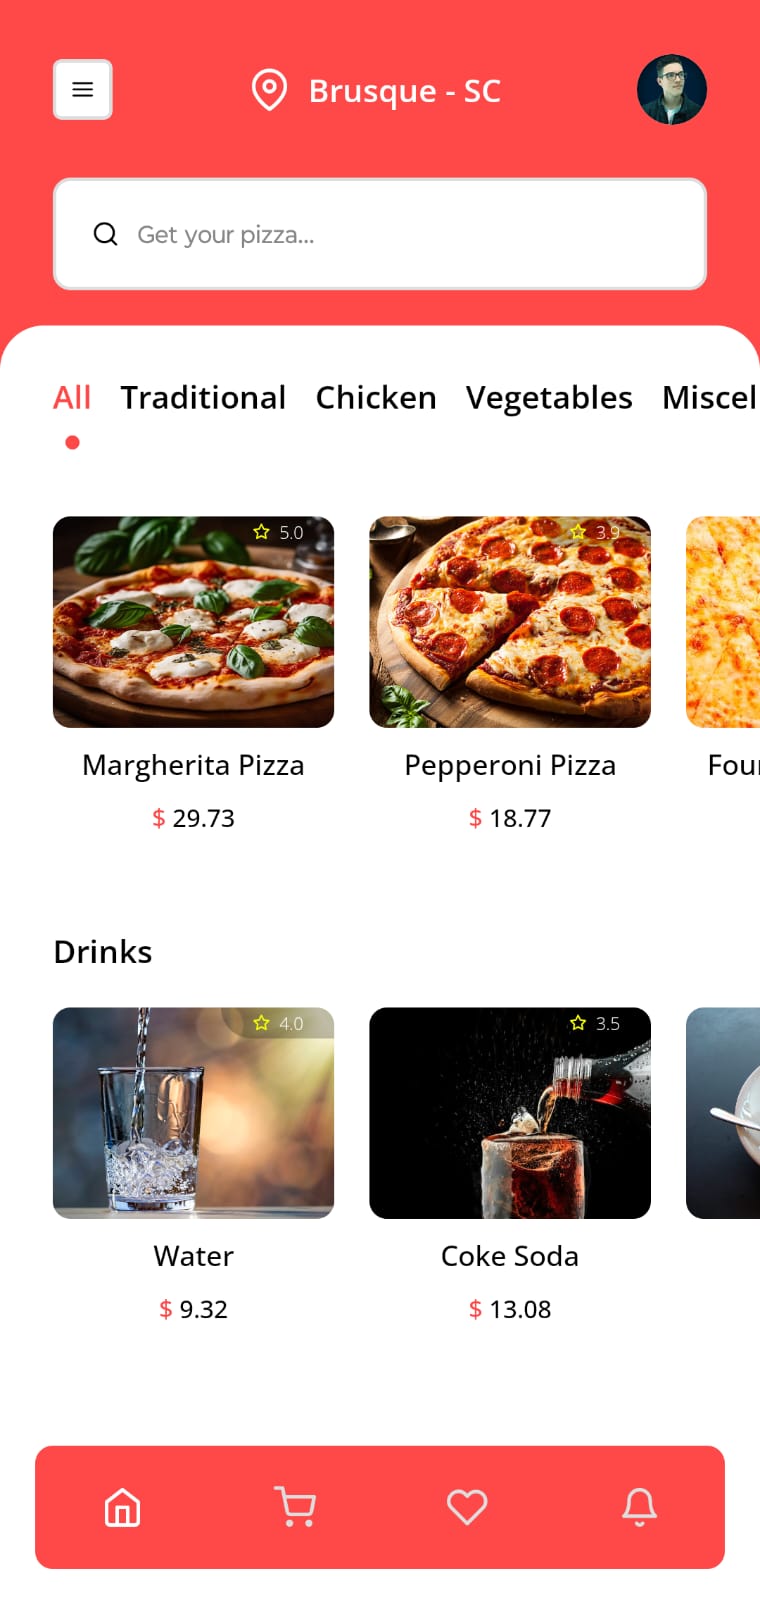 Brusque - SC
Get your pizza...
All Traditional Chicken Vegetables Miscel
5.0 3.9
Margherita Pizza Pepperoni Pizza Four
$ 29.73 $ 18.77
Drinks
4.0 3.5
Water Coke Soda
$ 9.32 $ 13.08